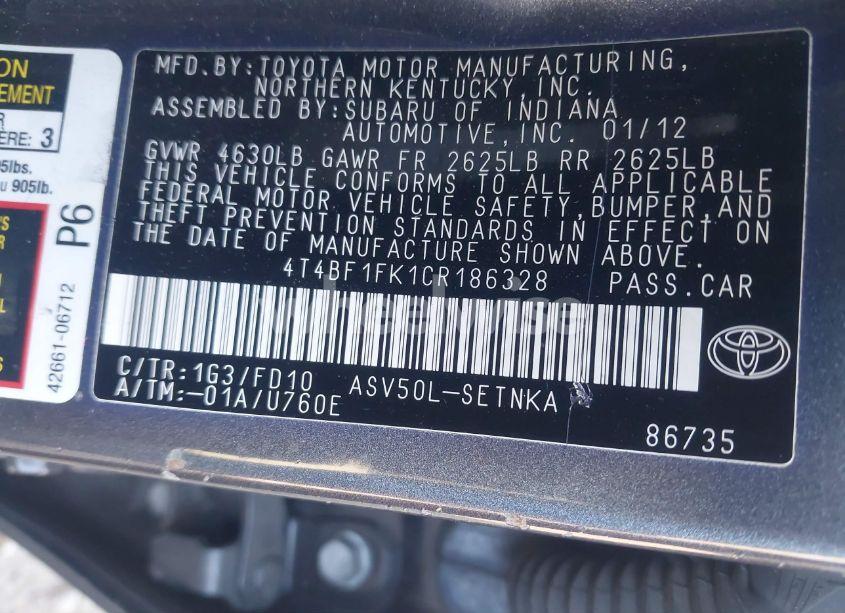 ON
EMENT
R
ERE: 3
5lbs.
u 905lb.
'S
R
P6
42661-06712
MFD.BY:TOYOTA MOTOR MANUFACTURING,
NORTHERN KENTUCKY,INC.
ASSEMBLED BY:SUBARU OF INDIANA
AUTOMOTIVE,INC. 01/12
GVWR 4630LB GAWR FR 2625LB RR 2625LB
THIS VEHICLE CONFORMS TO ALL APPLICABLE
FEDERAL MOTOR VEHICLE SAFETY,BUMPER,AND
THEFT PREVENTION STANDARDS IN EFFECT ON
THE DATE OF MANUFACTURE SHOWN ABOVE.
4T4BF1FK1CR186328 PASS.CAR
wheelwise
C/TR:1G3/FD10 ASV50L-SETNKA
A/TM:-01A/U760E
86735